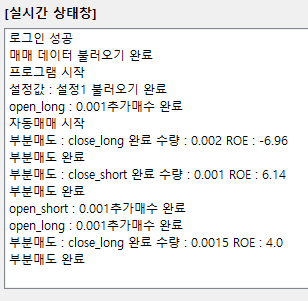 [실시간 상태창]
로그인 성공
매매 데이터 불러오기 완료
프로그램 시작
설정값 : 설정1 불러오기 완료
open_long : 0.001추가매수 완료
자동매매 시작
부분매도 : close_long 완료 수량 : 0.002 ROE : -6.96
부분매도 완료
부분매도 : close_short 완료 수량 : 0.001 ROE : 6.14
부분매도 완료
open_short : 0.001추가매수 완료
open_long : 0.001추가매수 완료
부분매도 : close_long 완료 수량 : 0.0015 ROE : 4.0
부분매도 완료